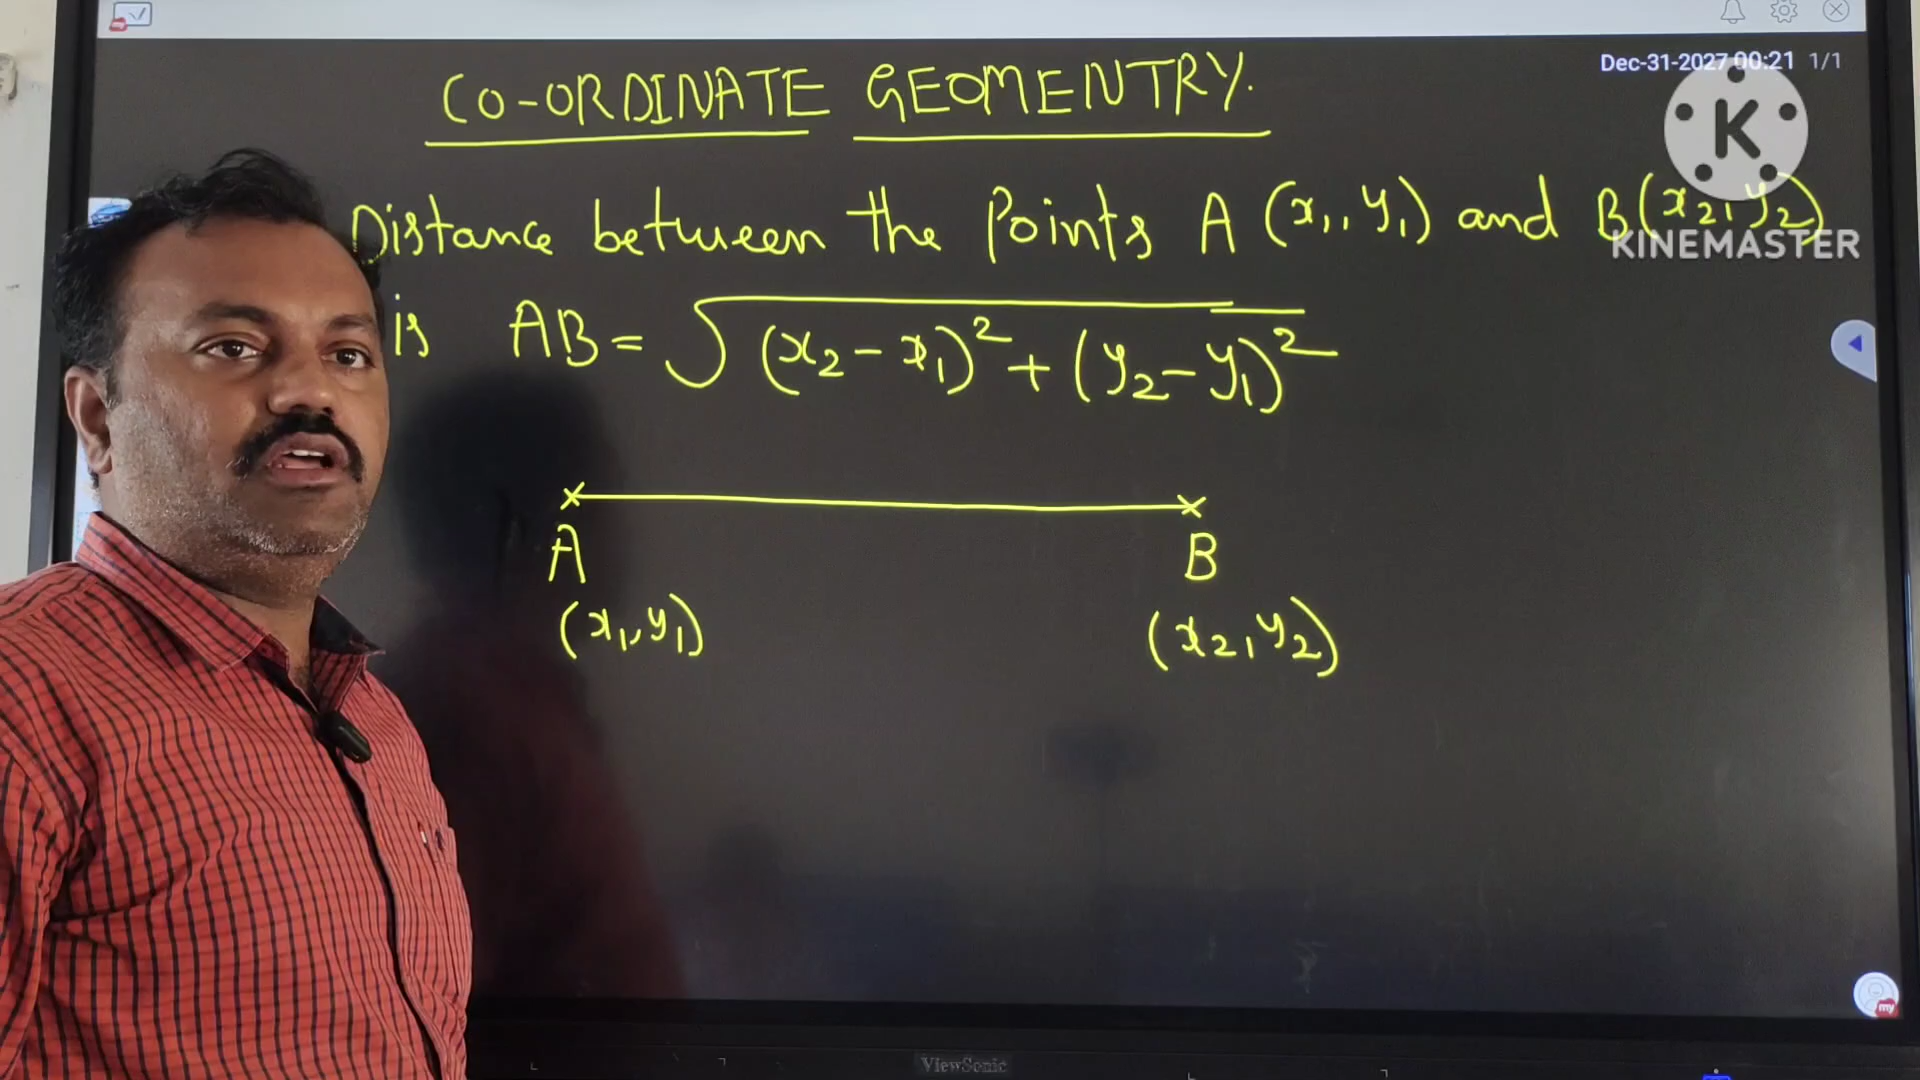 Dec-31-2027 00:21 1/1
CO-ORDINATE GEOMENTRY.
K
KINEMASTER
Distance between the Points A (x₁, y₁) and B(x₂, y₂)
is AB = √(x₂ - x₁)² + (y₂ - y₁)²
A B
(x₁, y₁) (x₂, y₂)
my
ViewSonic